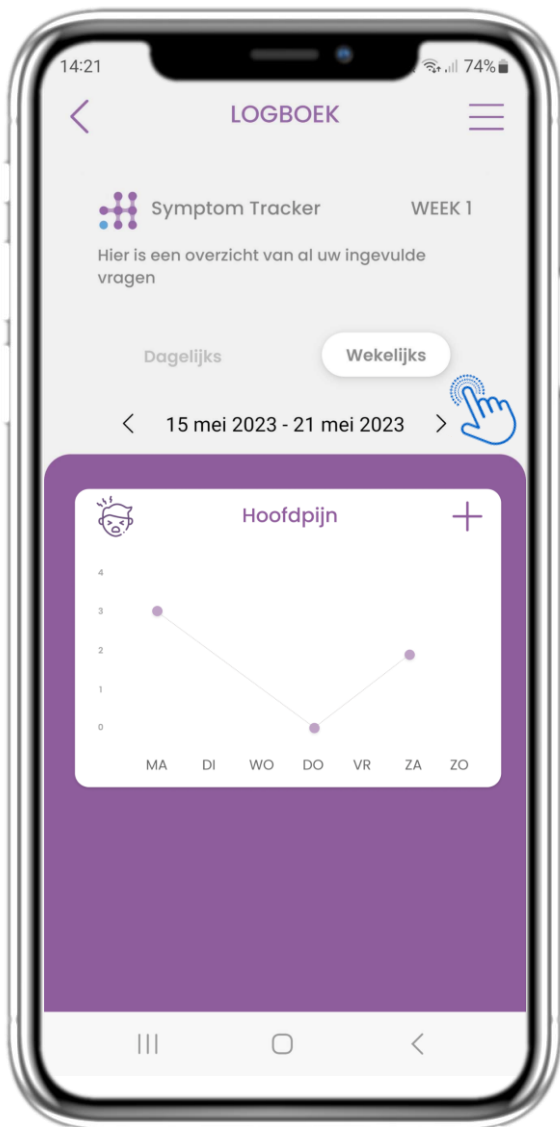 14:21 74%
LOGBOEK
Symptom Tracker WEEK 1
Hier is een overzicht van al uw ingevulde
vragen
Dagelijks Wekelijks
15 mei 2023 - 21 mei 2023
Hoofdpijn
4
3
2
1
0
MA DI WO DO VR ZA ZO